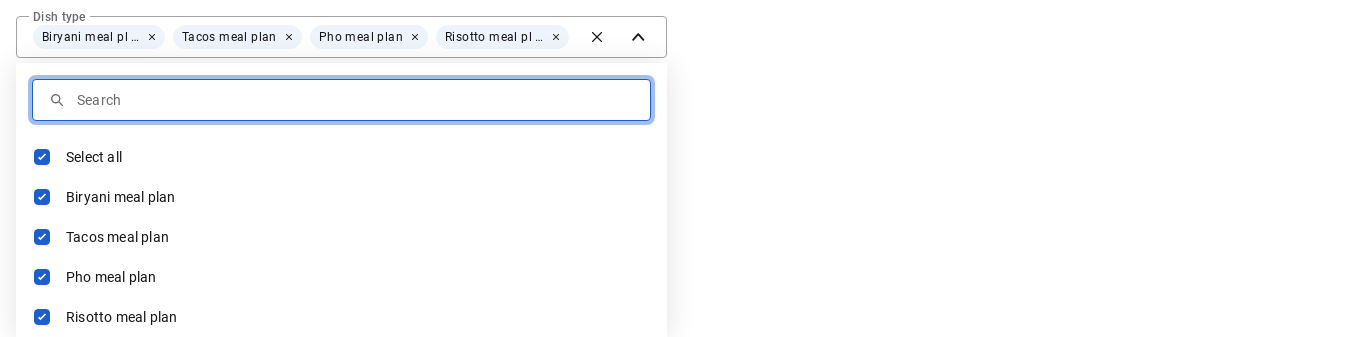 Dish type
Biryani meal pl ... Tacos meal plan Pho meal plan Risotto meal pl ...
Search
Select all
Biryani meal plan
Tacos meal plan
Pho meal plan
Risotto meal plan